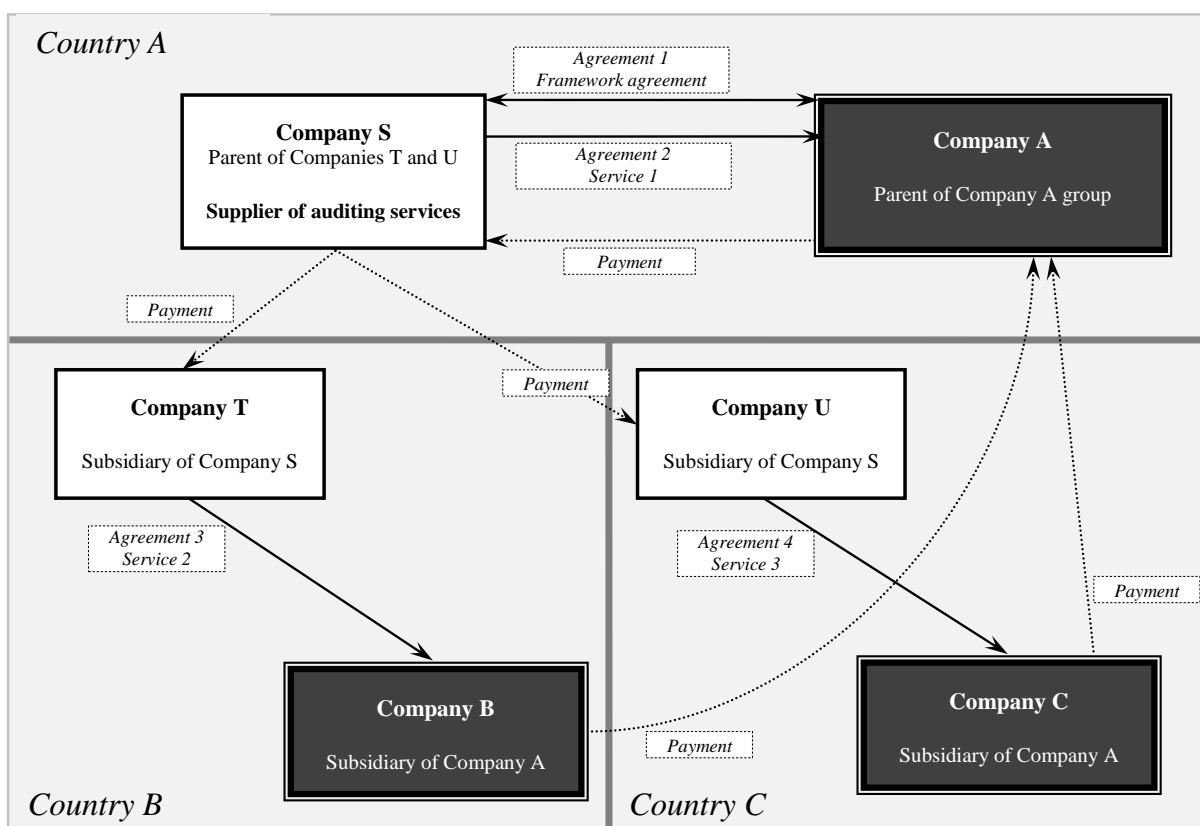 Country A
Agreement 1
Framework agreement
Company S
Parent of Companies T and U
Supplier of auditing services
Company A
Parent of Company A group
Agreement 2
Service 1
Payment
Payment
Payment
Company T
Subsidiary of Company S
Company U
Subsidiary of Company S
Agreement 3
Service 2
Agreement 4
Service 3
Payment
Company B
Subsidiary of Company A
Payment
Company C
Subsidiary of Company A
Country B
Country C